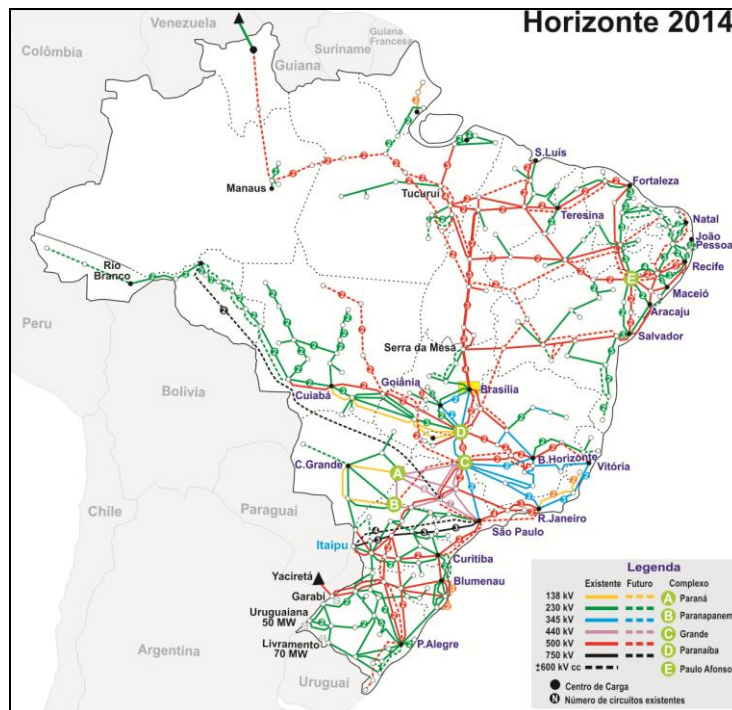 Horizonte 2014
Venezuela
Colômbia
Guiana
Suriname
Guiana
Francesa
Manaus
Tucuruí
S.Luís
Fortaleza
Teresina
Natal
João
Pessoa
Recife
Maceió
Aracaju
Salvador
Rio
Branco
Peru
Serra da Mesa
Bolívia
Cuiabá
Goiânia
Brasília
C.Grande
B.Horizonte
Vitória
R.Janeiro
São Paulo
Chile
Paraguai
Itaipu
Curitiba
Blumenau
Yaciretá
Garabi
Uruguaiana
50 MW
Livramento
70 MW
P.Alegre
Argentina
Uruguai
A
B
C
D
E
Legenda
Existente Futuro Complexo
138 kV A Paraná
230 kV B Paranapanem
345 kV C Grande
440 kV D Paranaíba
500 kV E Paulo Afonso
750 kV
±600 kV cc
Centro de Carga
N Número de circuitos existentes